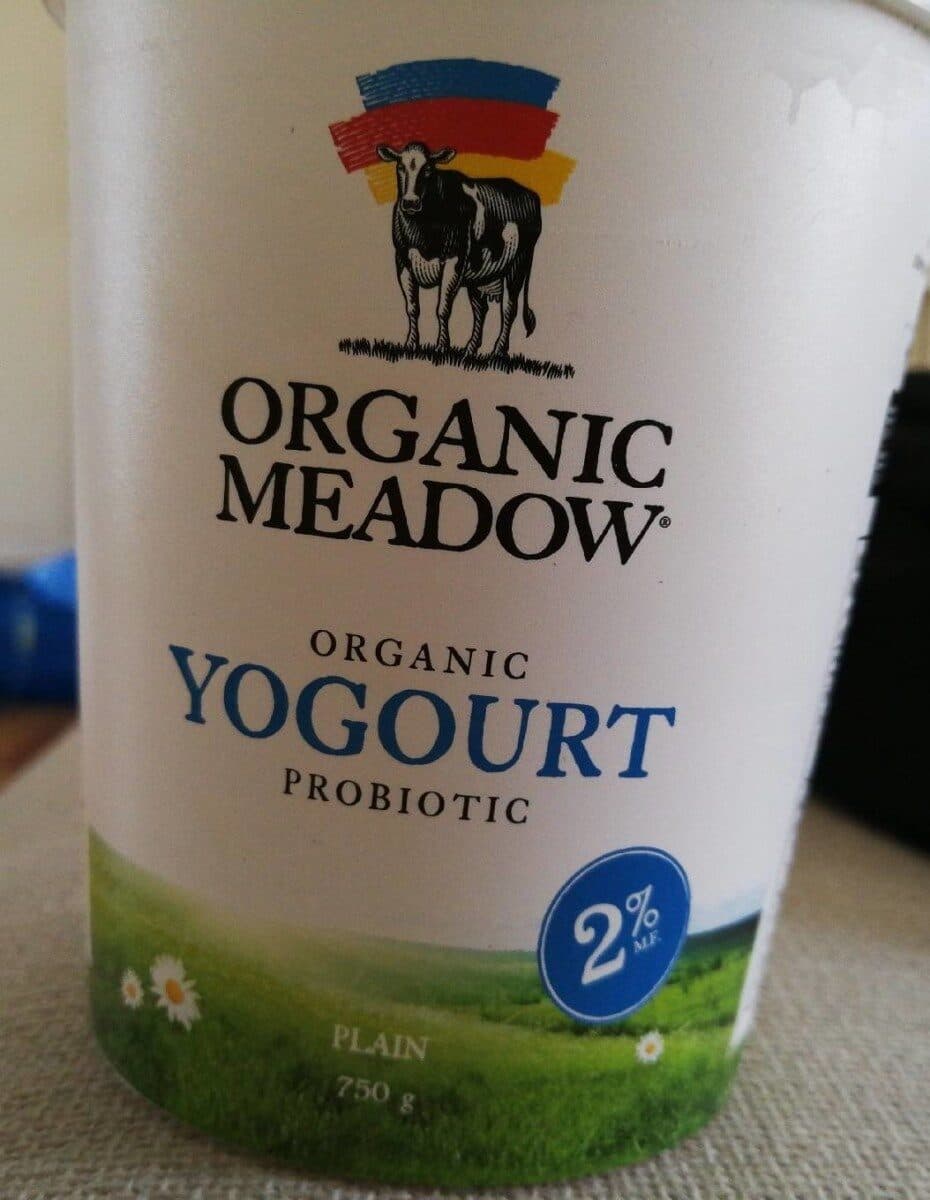 ORGANIC
MEADOW®
ORGANIC
YOGOURT
PROBIOTIC
2%
M.F.
PLAIN
750 g